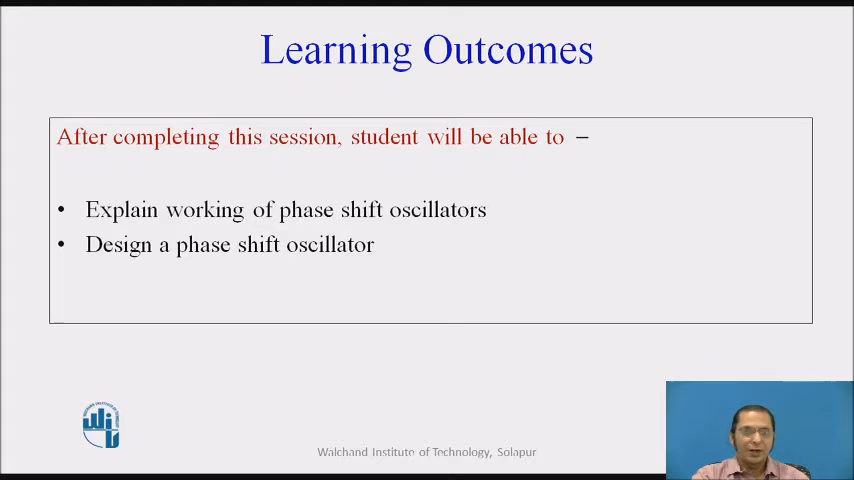 Learning Outcomes
After completing this session, student will be able to –
• Explain working of phase shift oscillators
• Design a phase shift oscillator
Walchand Institute of Technology, Solapur